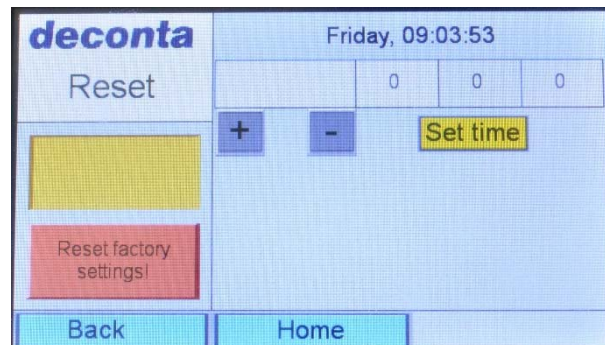 deconta
Friday, 09:03:53
Reset
0 0 0
+ - Set time
Reset factory
settings!
Back Home